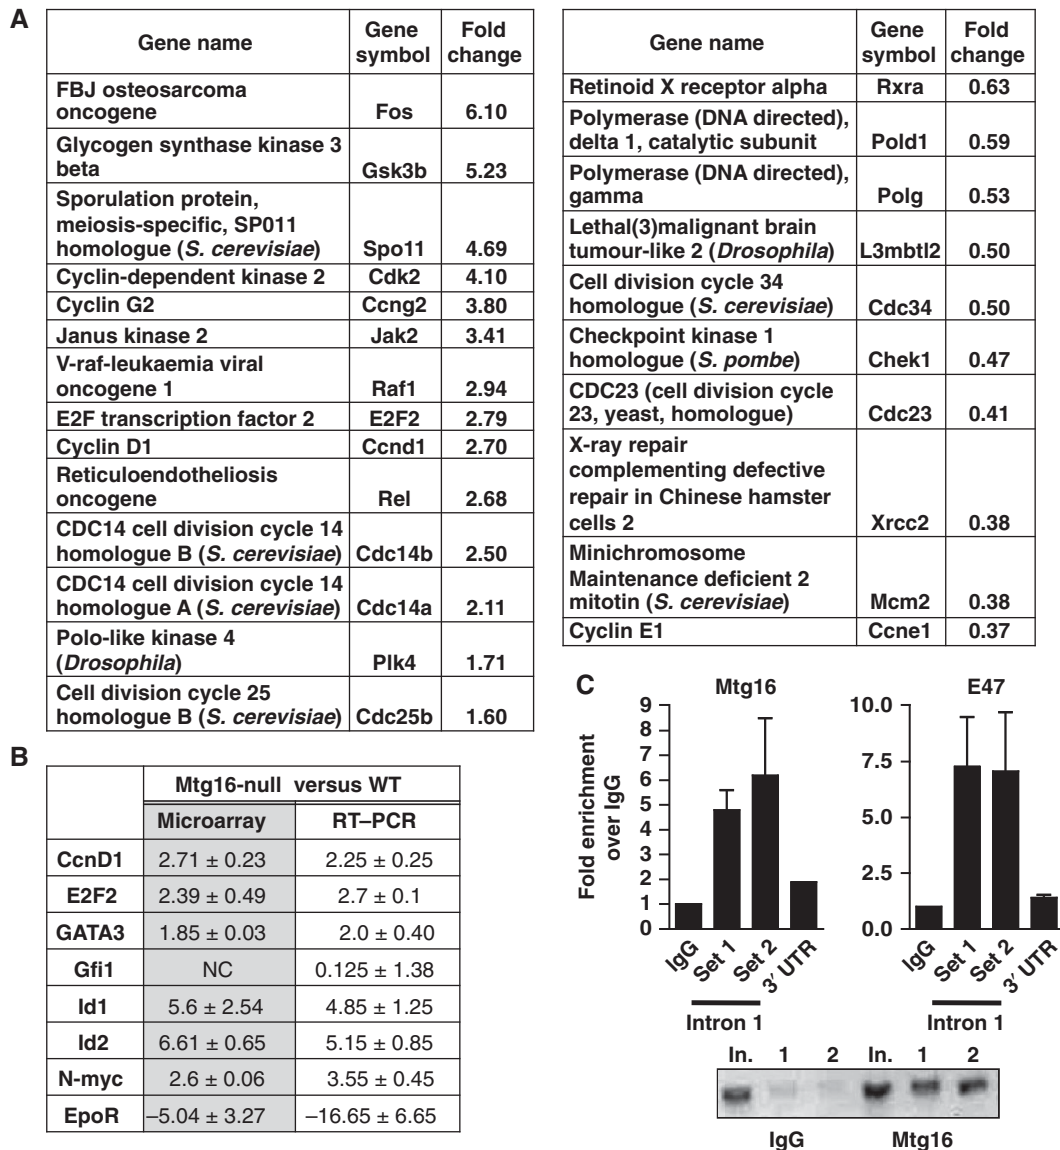 A
Gene name Gene symbol Fold change
FBJ osteosarcoma
oncogene Fos 6.10
Glycogen synthase kinase 3
beta Gsk3b 5.23
Sporulation protein,
meiosis-specific, SP011
homologue (S. cerevisiae) Spo11 4.69
Cyclin-dependent kinase 2 Cdk2 4.10
Cyclin G2 Ccng2 3.80
Janus kinase 2 Jak2 3.41
V-raf-leukaemia viral
oncogene 1 Raf1 2.94
E2F transcription factor 2 E2F2 2.79
Cyclin D1 Ccnd1 2.70
Reticuloendotheliosis
oncogene Rel 2.68
CDC14 cell division cycle 14
homologue B (S. cerevisiae) Cdc14b 2.50
CDC14 cell division cycle 14
homologue A (S. cerevisiae) Cdc14a 2.11
Polo-like kinase 4
(Drosophila) Plk4 1.71
Cell division cycle 25
homologue B (S. cerevisiae) Cdc25b 1.60
Gene name Gene symbol Fold change
Retinoid X receptor alpha Rxra 0.63
Polymerase (DNA directed),
delta 1, catalytic subunit Pold1 0.59
Polymerase (DNA directed),
gamma Polg 0.53
Lethal(3)malignant brain
tumour-like 2 (Drosophila) L3mbtl2 0.50
Cell division cycle 34
homologue (S. cerevisiae) Cdc34 0.50
Checkpoint kinase 1
homologue (S. pombe) Chek1 0.47
CDC23 (cell division cycle
23, yeast, homologue) Cdc23 0.41
X-ray repair
complementing defective
repair in Chinese hamster
cells 2 Xrcc2 0.38
Minichromosome
Maintenance deficient 2
mitotin (S. cerevisiae) Mcm2 0.38
Cyclin E1 Ccne1 0.37
B
Mtg16-null versus WT
Microarray RT–PCR
CcnD1 2.71 ± 0.23 2.25 ± 0.25
E2F2 2.39 ± 0.49 2.7 ± 0.1
GATA3 1.85 ± 0.03 2.0 ± 0.40
Gfi1 NC 0.125 ± 1.38
Id1 5.6 ± 2.54 4.85 ± 1.25
Id2 6.61 ± 0.65 5.15 ± 0.85
N-myc 2.6 ± 0.06 3.55 ± 0.45
EpoR –5.04 ± 3.27 –16.65 ± 6.65
C
Mtg16
Fold enrichment
over IgG
9
8
7
6
5
4
3
2
1
0
IgG Set 1 Set 2 3′ UTR
Intron 1
E47
10.0
7.5
5.0
2.5
0.0
IgG Set 1 Set 2 3′ UTR
Intron 1
In. 1 2 In. 1 2
IgG Mtg16